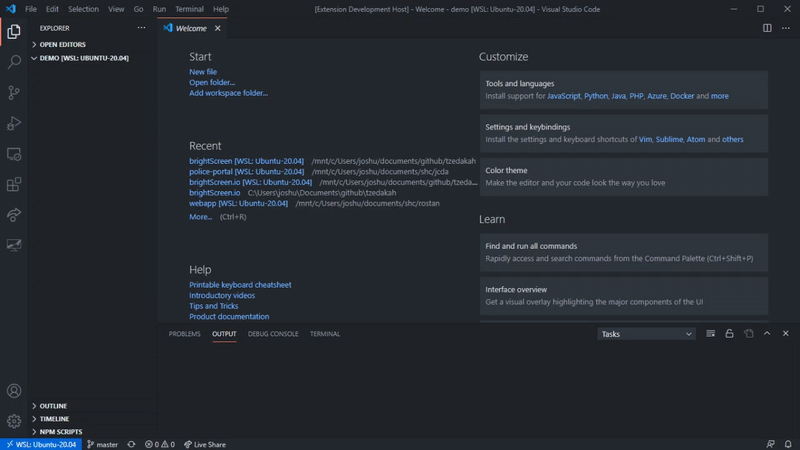 File Edit Selection View Go Run Terminal Help
[Extension Development Host] - Welcome - demo [WSL: Ubuntu-20.04] - Visual Studio Code
EXPLORER
OPEN EDITORS
DEMO [WSL: UBUNTU-20.04]
OUTLINE
TIMELINE
NPM SCRIPTS
Welcome
Start
New file
Open folder...
Add workspace folder...
Recent
brightScreen [WSL: Ubuntu-20.04] /mnt/c/Users/joshu/documents/github/tzedakah
police-portal [WSL: Ubuntu-20.04] /mnt/c/Users/joshu/documents/shc/jcda
brightScreen.io [WSL: Ubuntu-20.04] /mnt/c/Users/joshu/documents/github/tzeda...
brightScreen.io C:\Users\joshu\Documents\github\tzedakah
webapp [WSL: Ubuntu-20.04] /mnt/c/Users/joshu/documents/shc/rostan
More... (Ctrl+R)
Help
Printable keyboard cheatsheet
Introductory videos
Tips and Tricks
Product documentation
Customize
Tools and languages
Install support for JavaScript, Python, Java, PHP, Azure, Docker and more
Settings and keybindings
Install the settings and keyboard shortcuts of Vim, Sublime, Atom and others
Color theme
Make the editor and your code look the way you love
Learn
Find and run all commands
Rapidly access and search commands from the Command Palette (Ctrl+Shift+P)
Interface overview
Get a visual overlay highlighting the major components of the UI
PROBLEMS OUTPUT DEBUG CONSOLE TERMINAL
Tasks
WSL: Ubuntu-20.04 master 0 0 Live Share